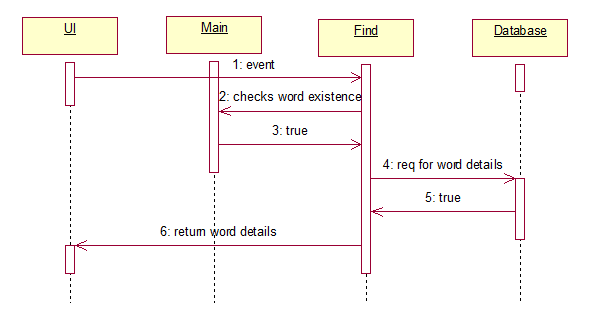 UI
Main
Find
Database
1: event
2: checks word existence
3: true
4: req for word details
5: true
6: return word details